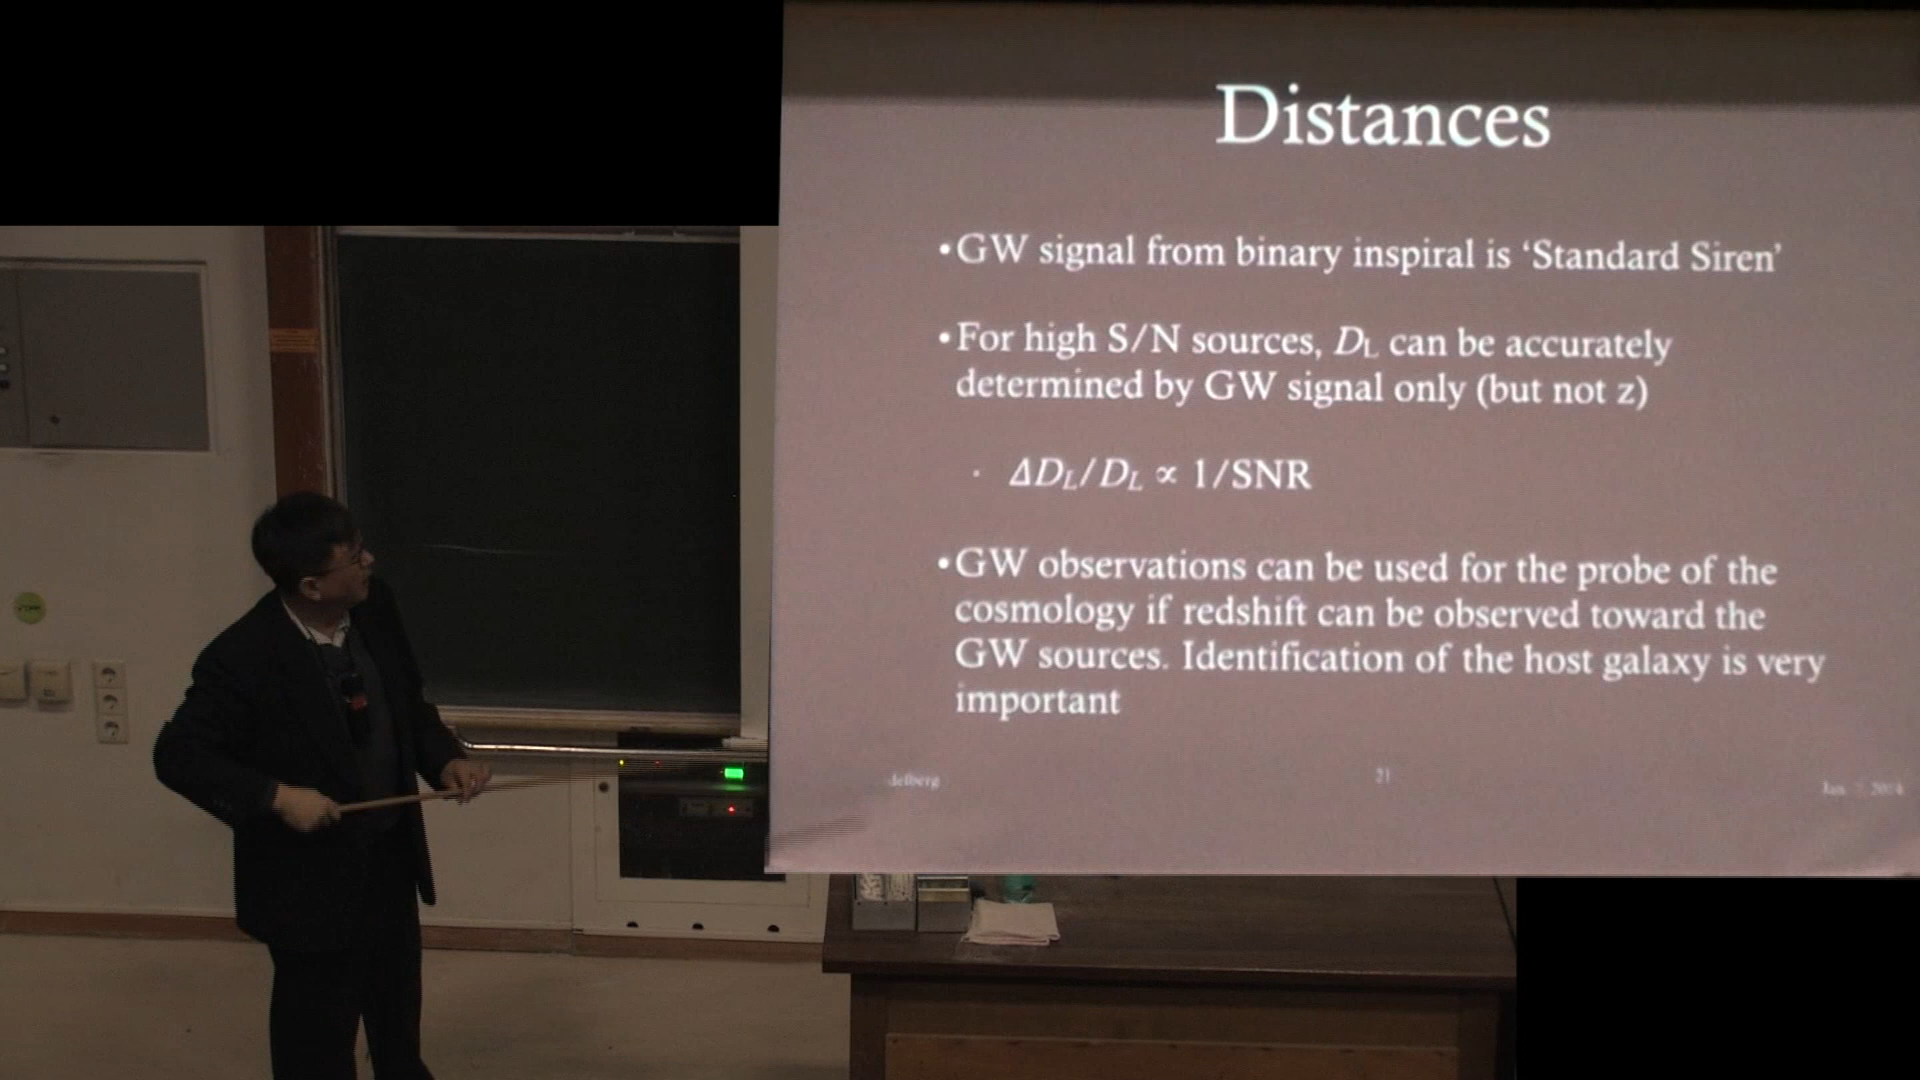 Distances
• GW signal from binary inspiral is ‘Standard Siren’
• For high S/N sources, DL can be accurately
determined by GW signal only (but not z)
· ΔDL/DL ∝ 1/SNR
• GW observations can be used for the probe of the
cosmology if redshift can be observed toward the
GW sources. Identification of the host galaxy is very
important
delberg 21 Jan